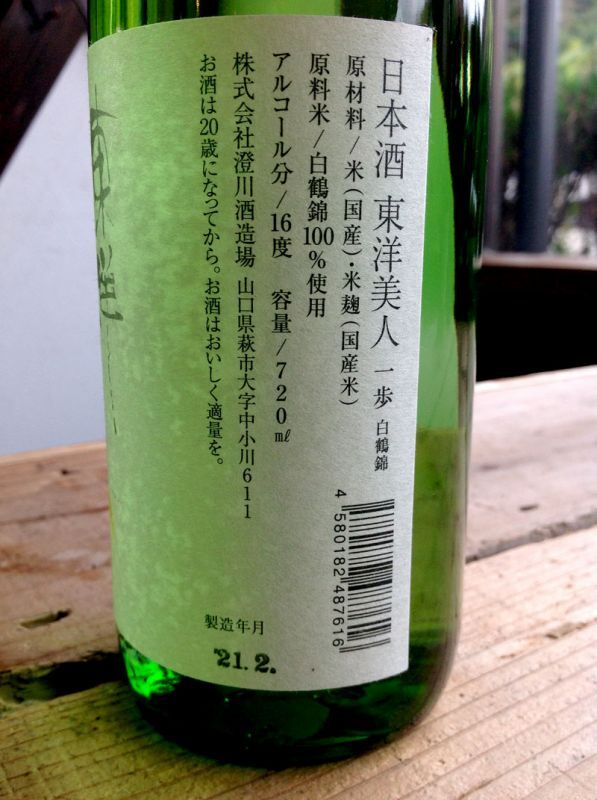 日本酒 東洋美人 一歩 白鶴錦
原材料/米(国産)・米麹(国産米)
原料米/白鶴錦100%使用
アルコール分/16度 容量/720㎖
株式会社澄川酒造場 山口県萩市大字中小川611
お酒は20歳になってから。お酒はおいしく適量を。
4 580182 487616
製造年月
'21.2.